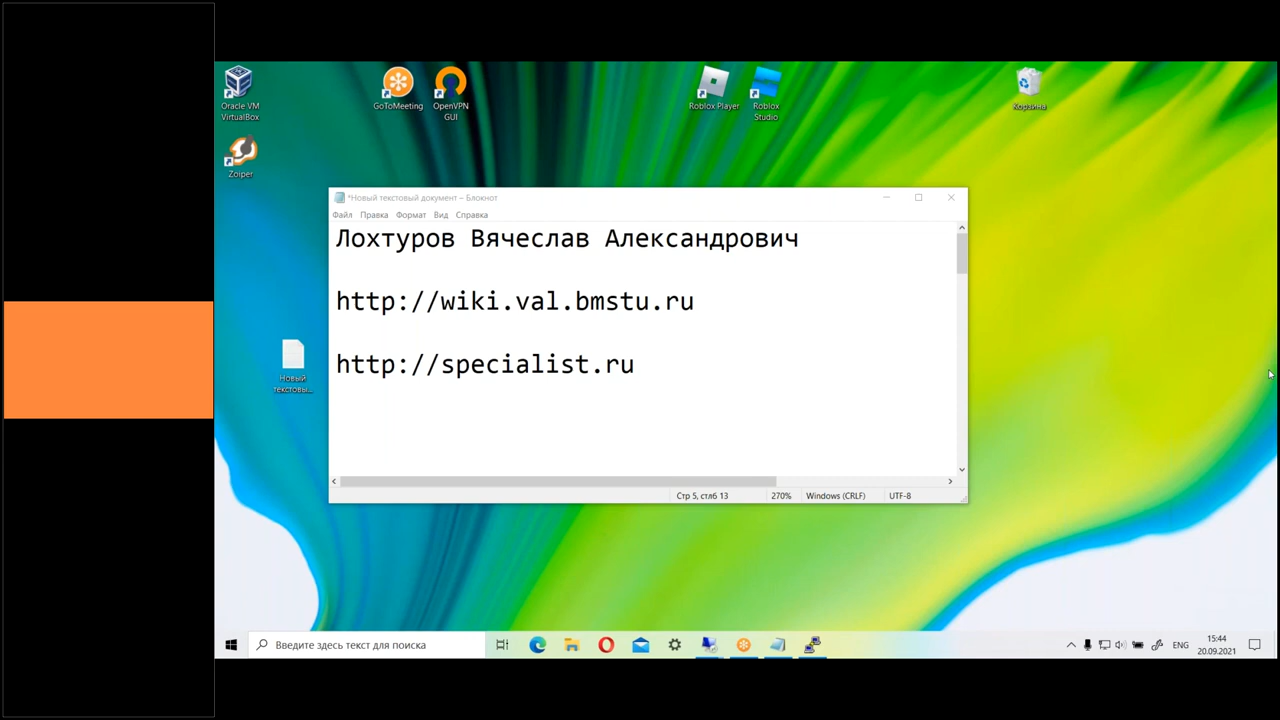 Oracle VM
VirtualBox
GoToMeeting
OpenVPN
GUI
Roblox Player
Roblox
Studio
Корзина
Zoiper
*Новый текстовый документ – Блокнот
Файл Правка Формат Вид Справка
Лохтуров Вячеслав Александрович
http://wiki.val.bmstu.ru
http://specialist.ru
Новый
текстовы...
Стр 5, стлб 13 270% Windows (CRLF) UTF-8
Введите здесь текст для поиска
ENG
15:44
20.09.2021